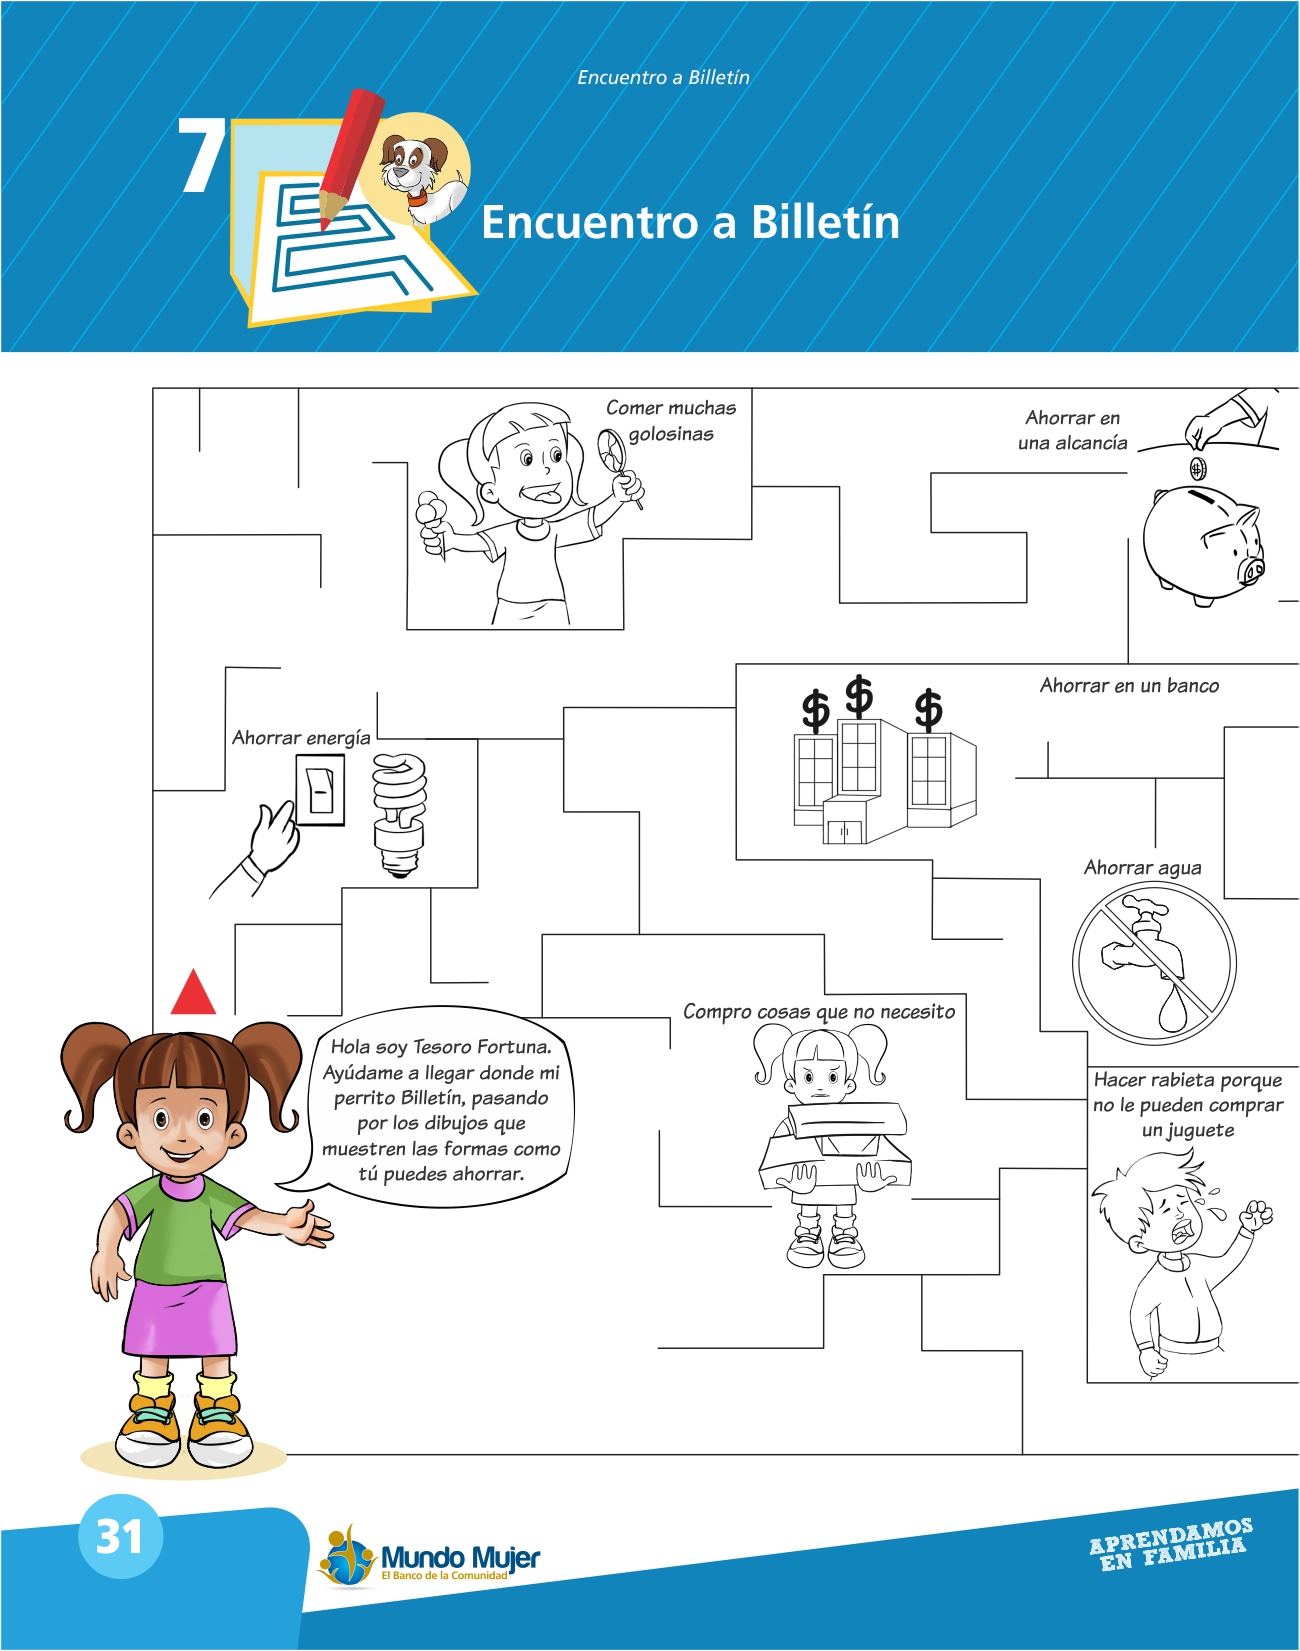 Encuentro a Billetín
7
Encuentro a Billetín
Comer muchas
golosinas
Ahorrar en
una alcancía
$
Ahorrar en un banco
$ $ $
Ahorrar energía
Ahorrar agua
Compro cosas que no necesito
Hola soy Tesoro Fortuna.
Ayúdame a llegar donde mi
perrito Billetín, pasando
por los dibujos que
muestren las formas como
tú puedes ahorrar.
Hacer rabieta porque
no le pueden comprar
un juguete
31
Mundo Mujer
El Banco de la Comunidad
APRENDAMOS
EN FAMILIA